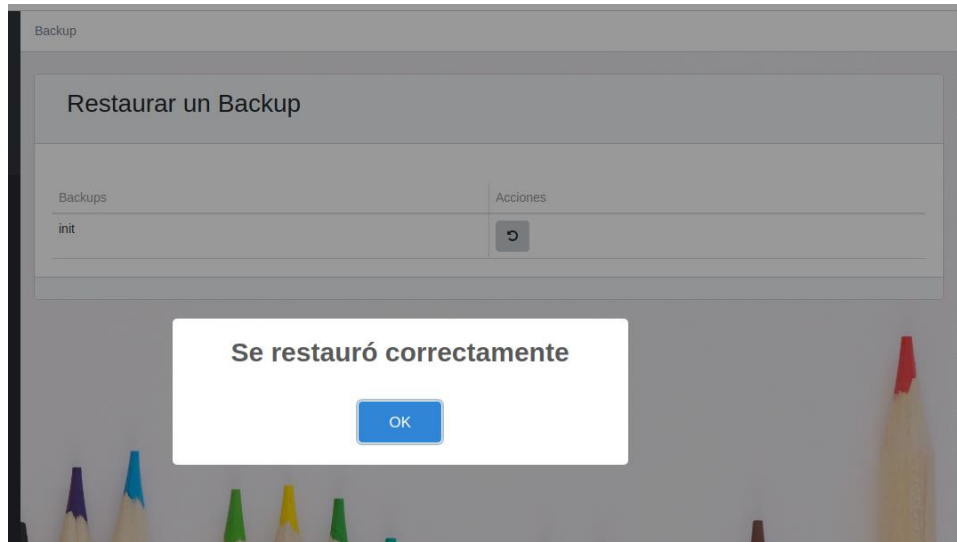 Backup
Restaurar un Backup
Backups
Acciones
init
Se restauró correctamente
OK